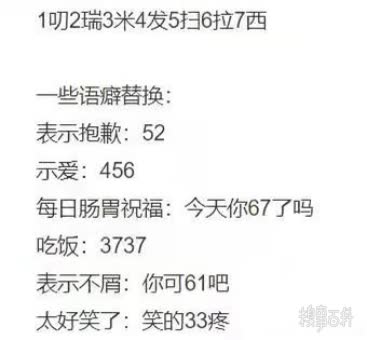 1叨2瑞3米4发5扫6拉7西
一些语癖替换：
表示抱歉：52
示爱：456
每日肠胃祝福：今天你67了吗
吃饭：3737
表示不屑：你可61吧
太好笑了：笑的33疼